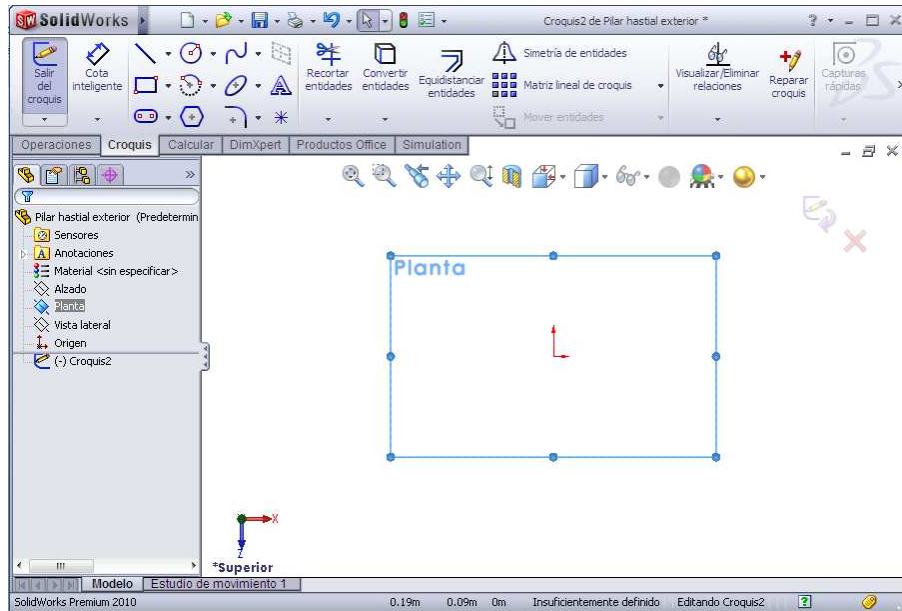 SolidWorks
Croquis2 de Pilar hastial exterior *
Salir del croquis
Cota inteligente
Recortar entidades
Convertir entidades
Equidistanciar entidades
Simetría de entidades
Matriz lineal de croquis
Mover entidades
Visualizar/Eliminar relaciones
Reparar croquis
Capturas rápidas
Operaciones Croquis Calcular DimXpert Productos Office Simulation
Pilar hastial exterior (Predetermin
Sensores
Anotaciones
Material <sin especificar>
Alzado
Planta
Vista lateral
Origen
(-) Croquis2
Planta
X
Z
*Superior
Modelo Estudio de movimiento 1
SolidWorks Premium 2010 0.19m 0.09m 0m Insuficientemente definido Editando Croquis2